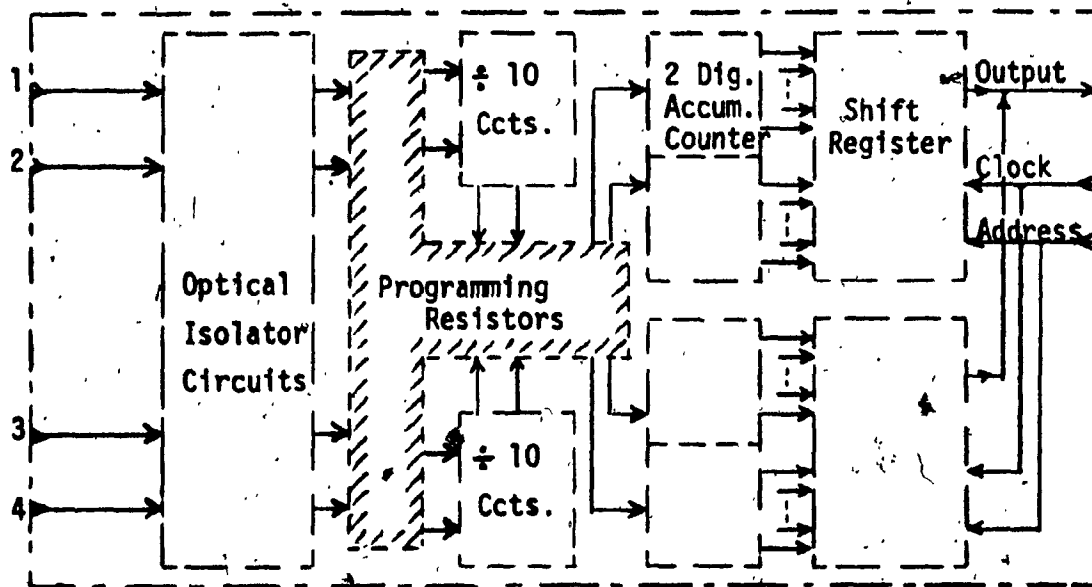 1
2
3
4
Optical
Isolator
Circuits
Programming
Resistors
÷ 10
Ccts.
÷ 10
Ccts.
2 Dig.
Accum.
Counter
Shift
Register
Output
Clock
Address